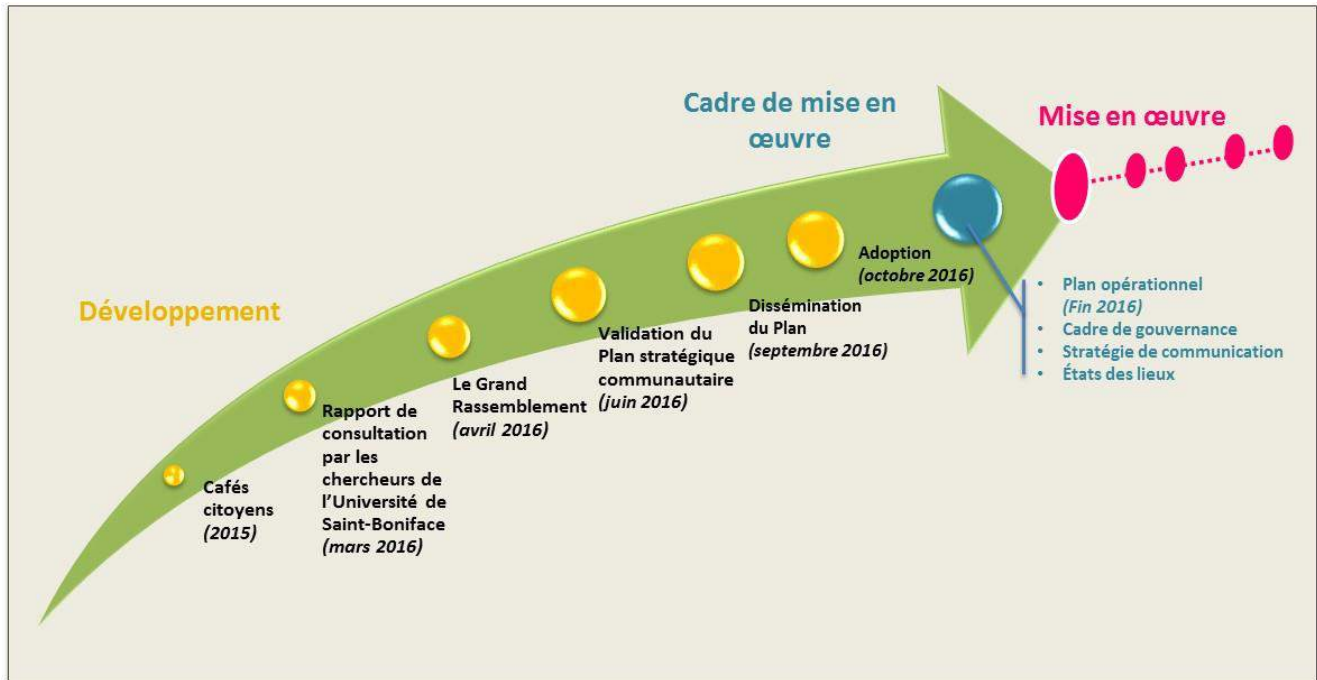 Développement
Cafés
citoyens
(2015)
Rapport de
consultation
par les
chercheurs de
l’Université de
Saint-Boniface
(mars 2016)
Le Grand
Rassemblement
(avril 2016)
Validation du
Plan stratégique
communautaire
(juin 2016)
Dissémination
du Plan
(septembre 2016)
Adoption
(octobre 2016)
Cadre de mise en
œuvre
• Plan opérationnel
(Fin 2016)
• Cadre de gouvernance
• Stratégie de communication
• États des lieux
Mise en œuvre